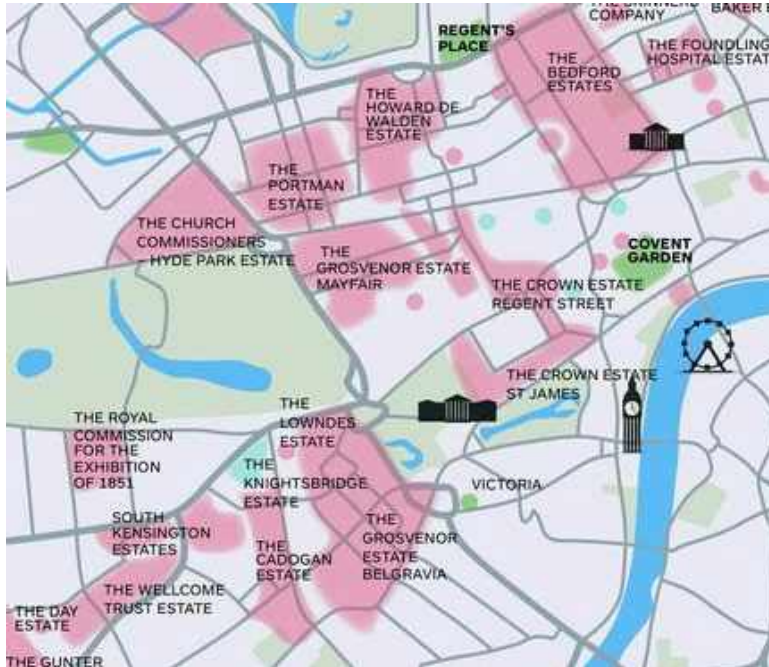 COMPANY
BAKER
REGENT'S
PLACE
THE
BEDFORD
ESTATES
THE FOUNDLING
HOSPITAL ESTAT
THE
HOWARD DE
WALDEN
ESTATE
THE
PORTMAN
ESTATE
THE CHURCH
COMMISSIONERS
– HYDE PARK ESTATE
THE
GROSVENOR ESTATE
MAYFAIR
COVENT
GARDEN
THE CROWN ESTATE
REGENT STREET
THE CROWN ESTATE
ST JAMES
THE
LOWNDES
ESTATE
THE ROYAL
COMMISSION
FOR THE
EXHIBITION
OF 1851
THE
KNIGHTSBRIDGE
ESTATE
VICTORIA
SOUTH
KENSINGTON
ESTATES
THE
CADOGAN
ESTATE
THE
GROSVENOR
ESTATE
BELGRAVIA
THE WELLCOME
TRUST ESTATE
THE DAY
ESTATE
THE GUNTER